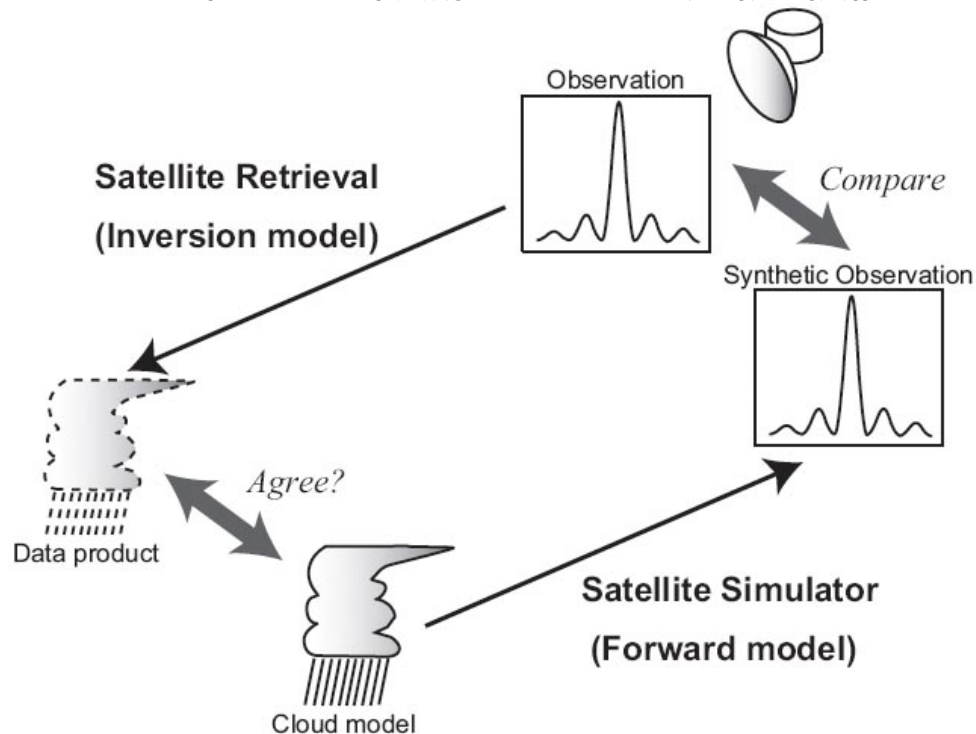 Observation
Satellite Retrieval
(Inversion model)
Compare
Synthetic Observation
Agree?
Data product
Satellite Simulator
(Forward model)
Cloud model